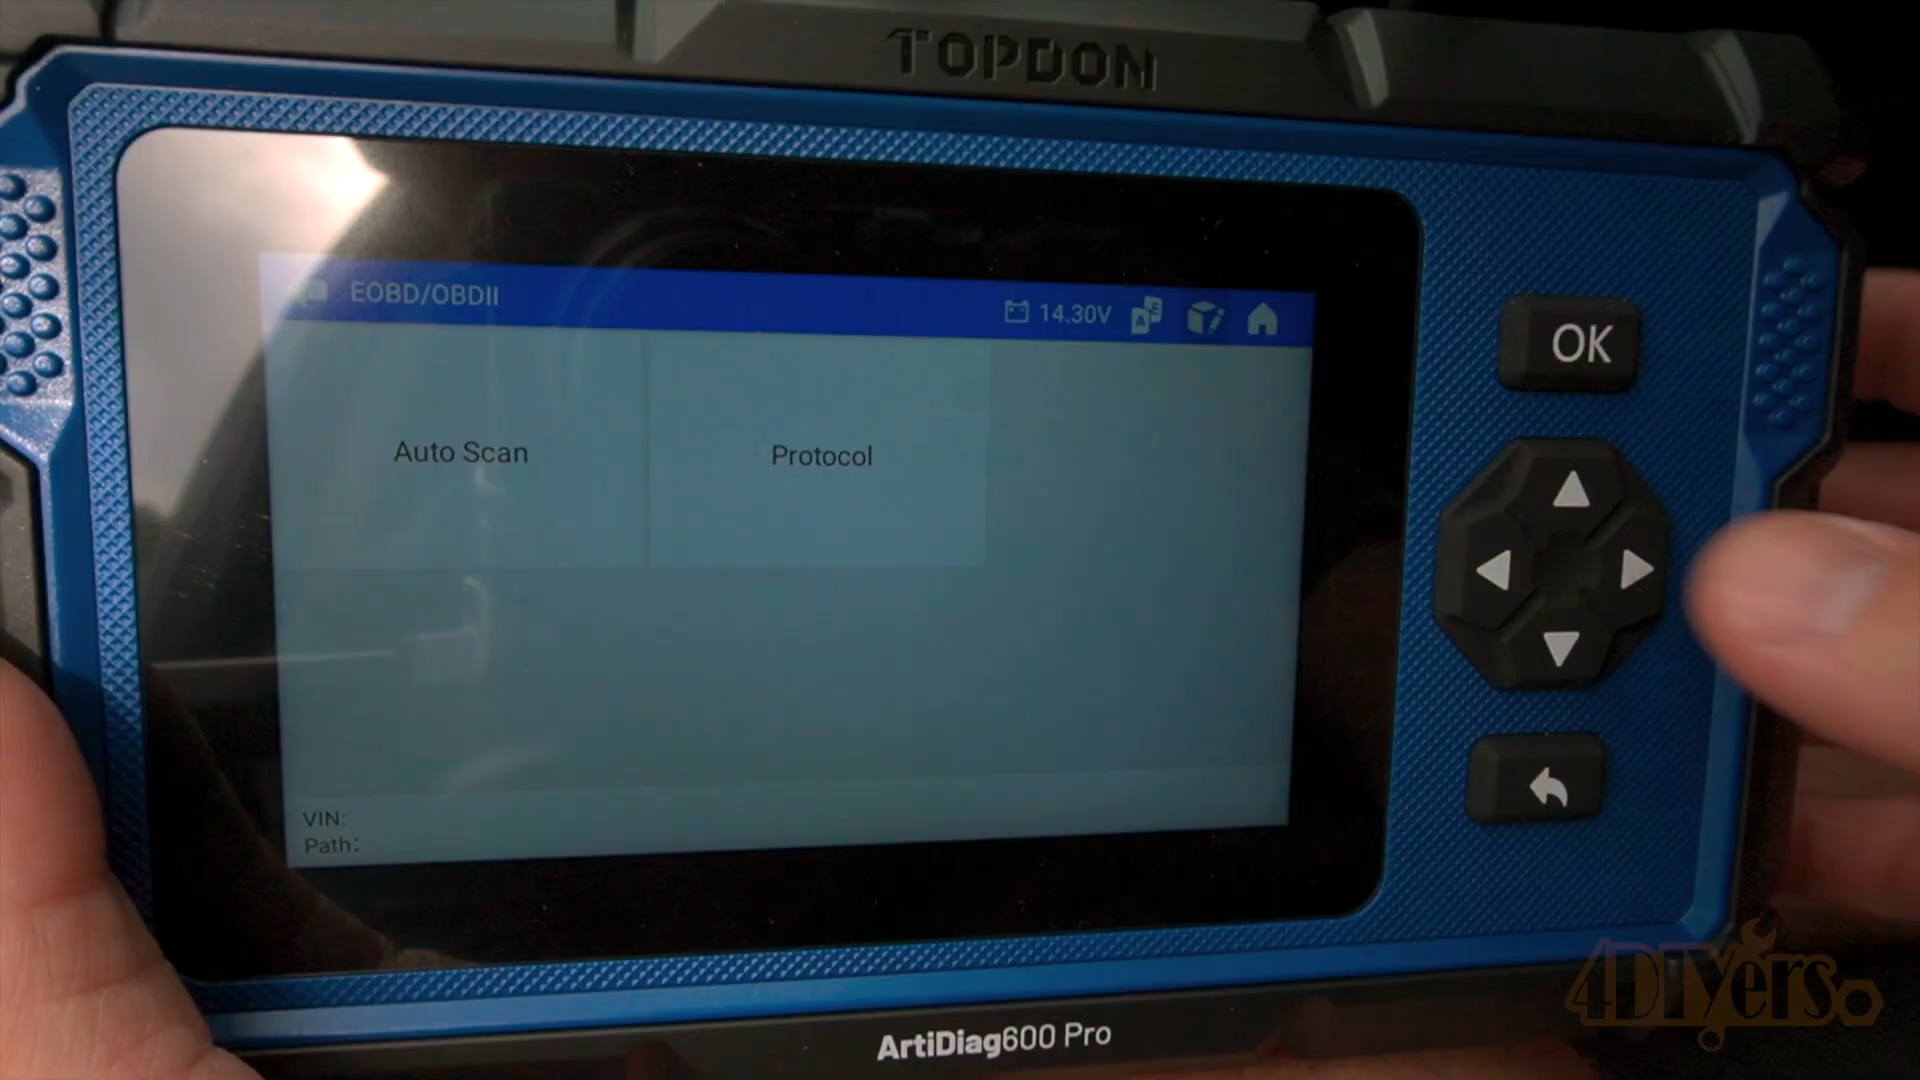 TOPDON
EOBD/OBDII
14.30V
Auto Scan
Protocol
VIN:
Path:
OK
ArtiDiag600 Pro
4DIYers